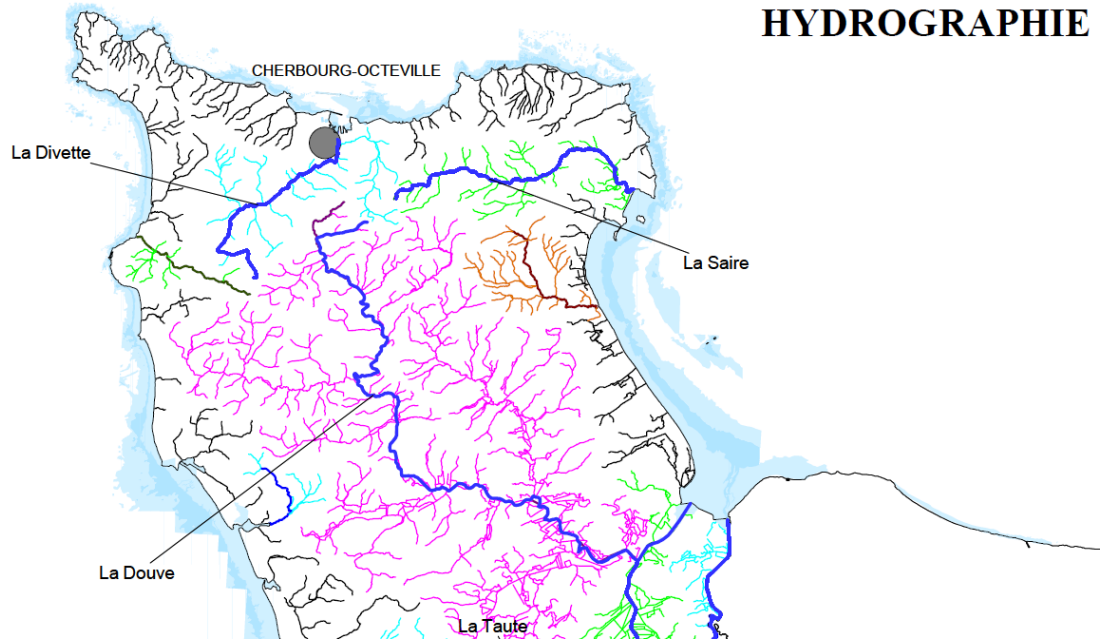 HYDROGRAPHIE
CHERBOURG-OCTEVILLE
La Divette
La Saire
La Douve
La Taute